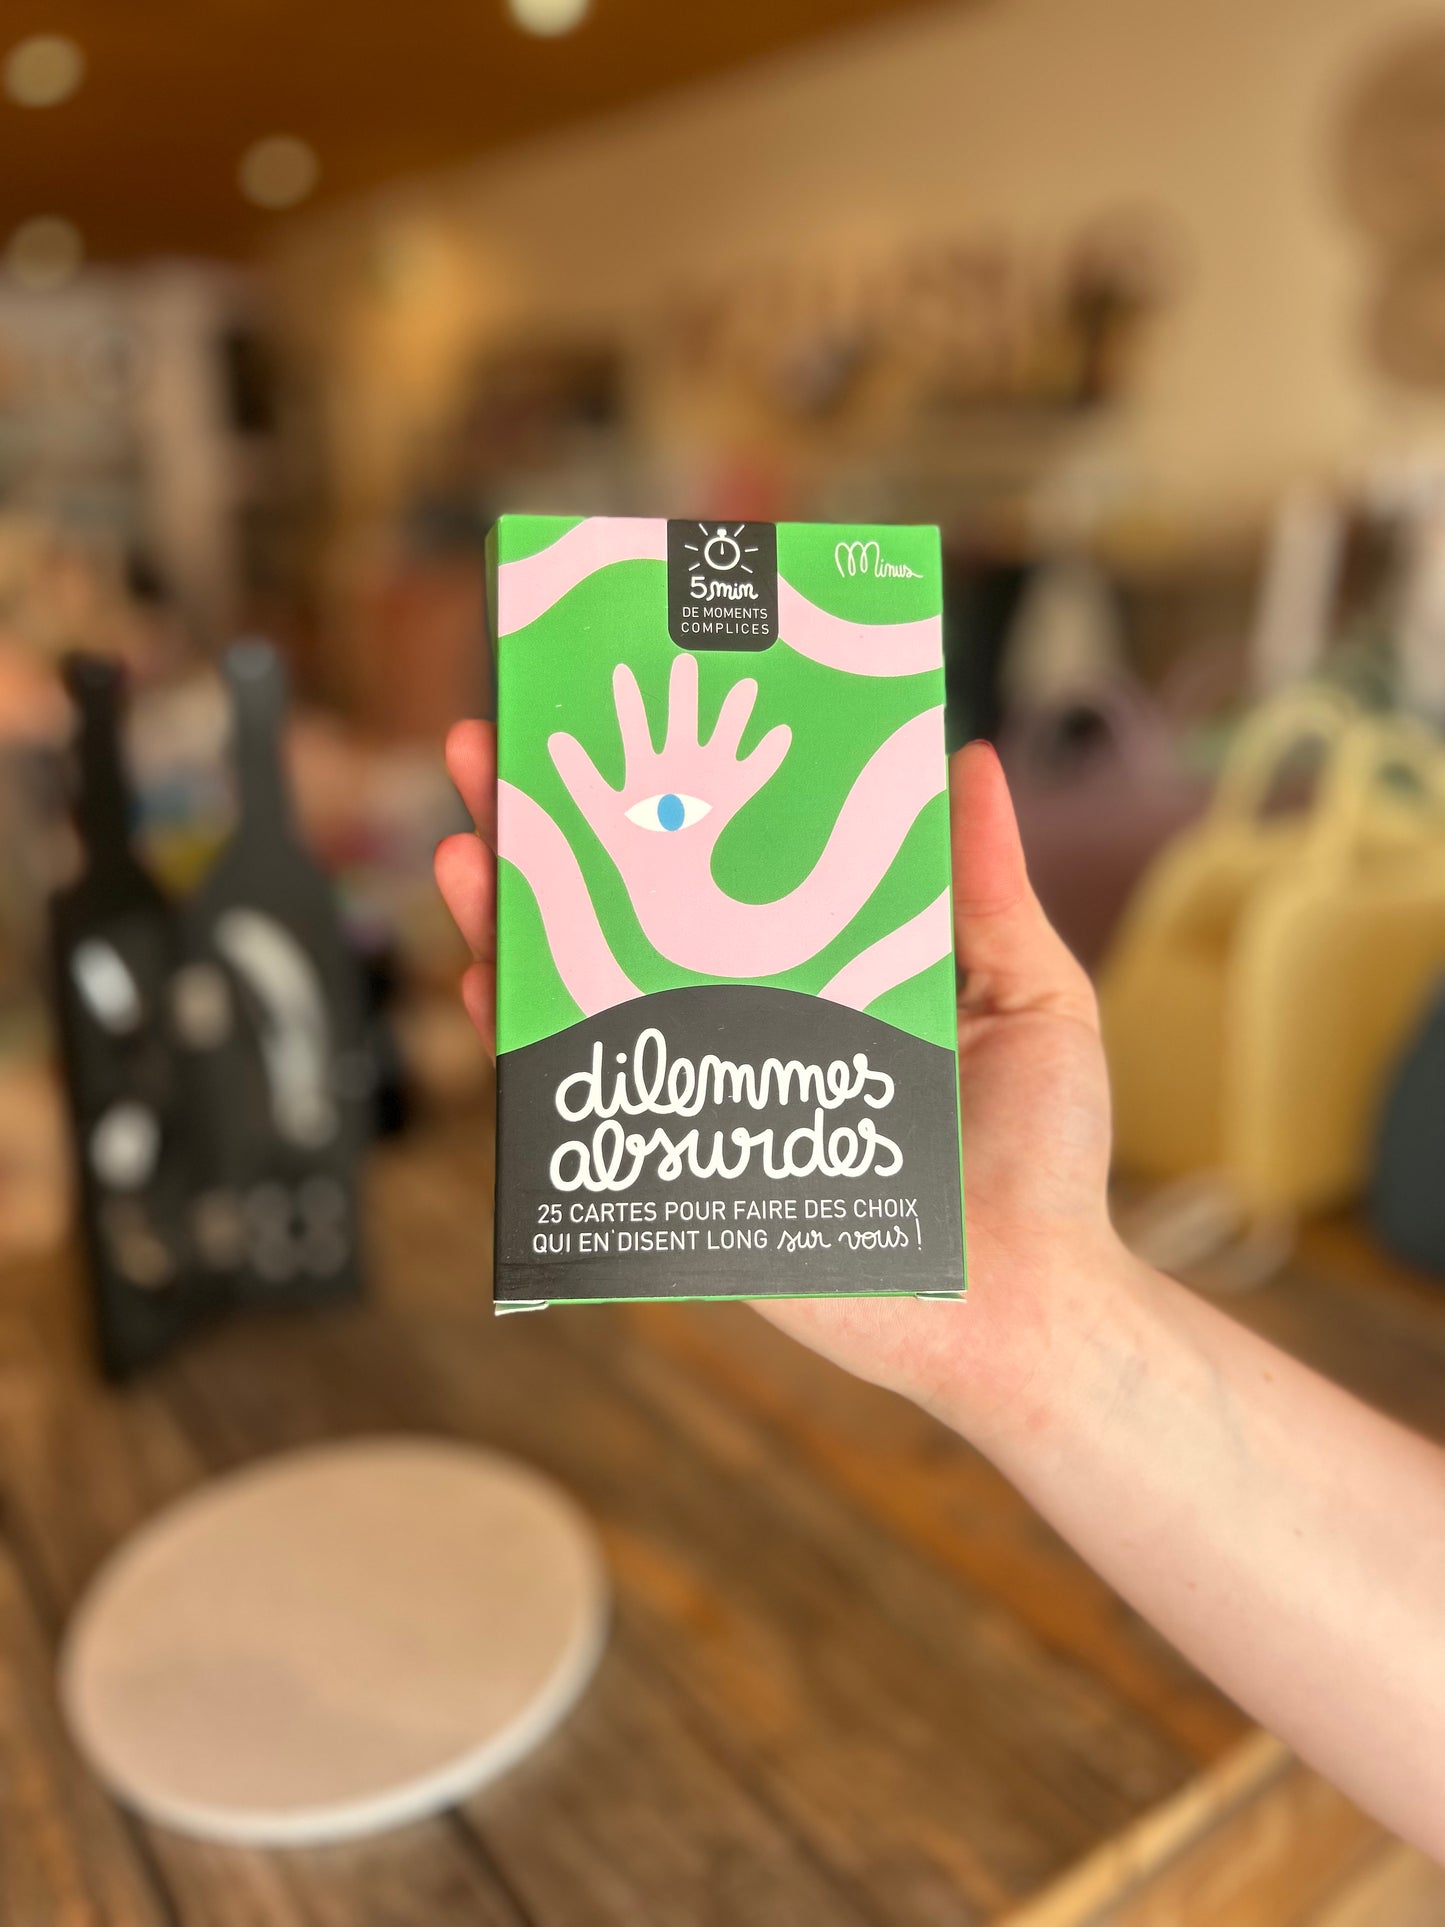 5min
DE MOMENTS
COMPLICES
Minus
dilemmes
absurdes
25 CARTES POUR FAIRE DES CHOIX
QUI EN DISENT LONG sur vous !